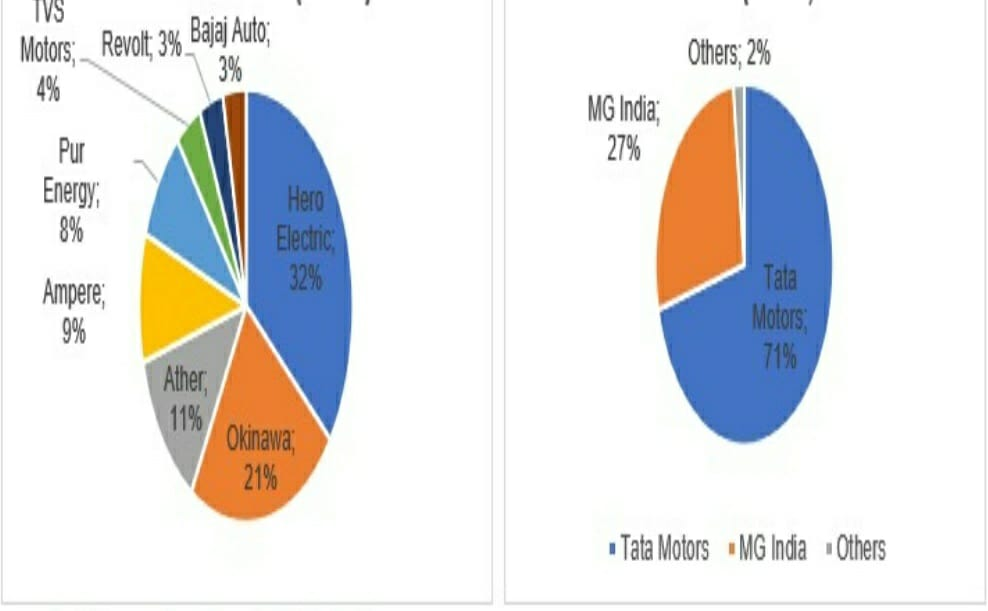 TVS
Motors;
4%
Revolt; 3%
Bajaj Auto;
3%
Pur
Energy;
8%
Hero
Electric;
32%
Ampere;
9%
Ather;
11%
Okinawa;
21%
Others; 2%
MG India;
27%
Tata
Motors;
71%
Tata Motors MG India Others